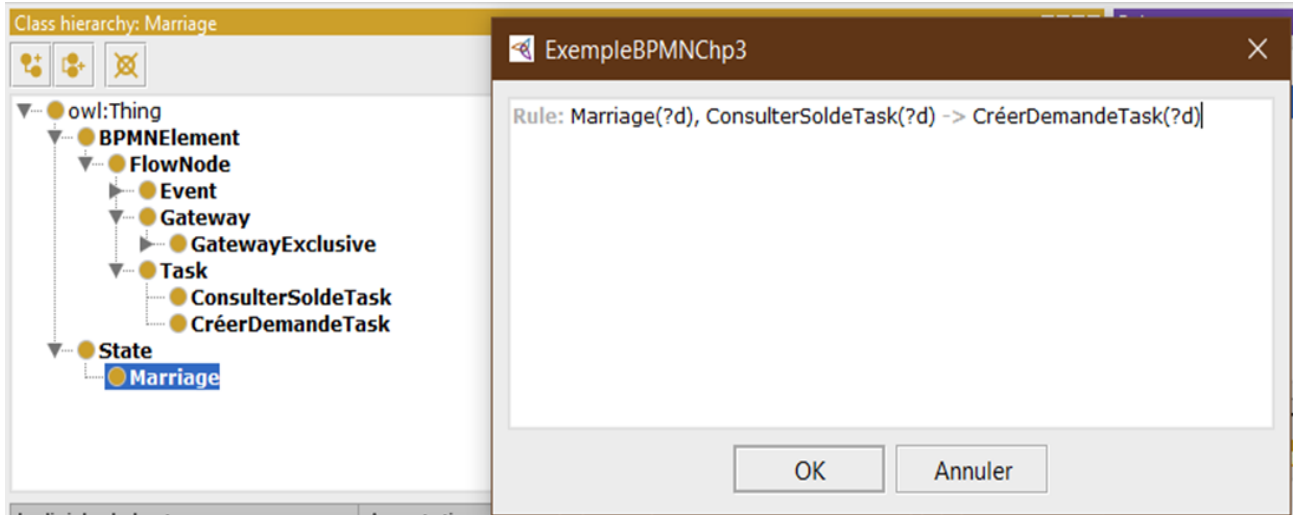 Class hierarchy: Marriage
owl:Thing
BPMNElement
FlowNode
Event
Gateway
GatewayExclusive
Task
ConsulterSoldeTask
CréerDemandeTask
State
Marriage
ExempleBPMNChp3
Rule: Marriage(?d), ConsulterSoldeTask(?d) -> CréerDemandeTask(?d)
OK
Annuler